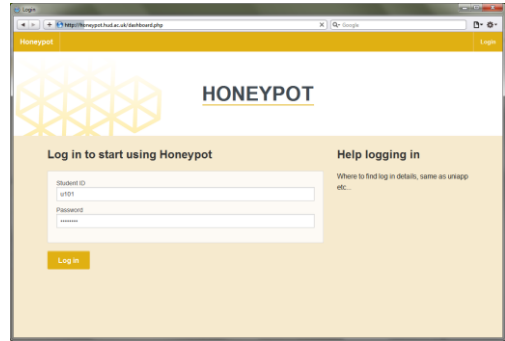 Login
http://honeypot.hud.ac.uk/dashboard.php
Google
Honeypot
Login
HONEYPOT
Log in to start using Honeypot
Help logging in
Student ID
u101
Password
••••••••
Where to find log in details, same as uniapp
etc...
Log in